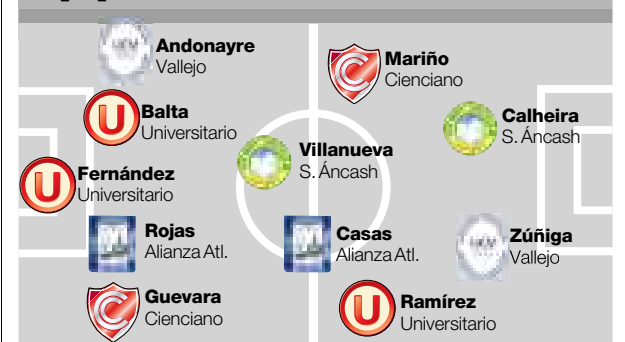 Andonayre
Vallejo
Mariño
Cienciano
Balta
Universitario
Calheira
S. Áncash
Villanueva
S. Áncash
Fernández
Universitario
Rojas
Alianza Atl.
Casas
Alianza Atl.
Zúñiga
Vallejo
Guevara
Cienciano
Ramírez
Universitario